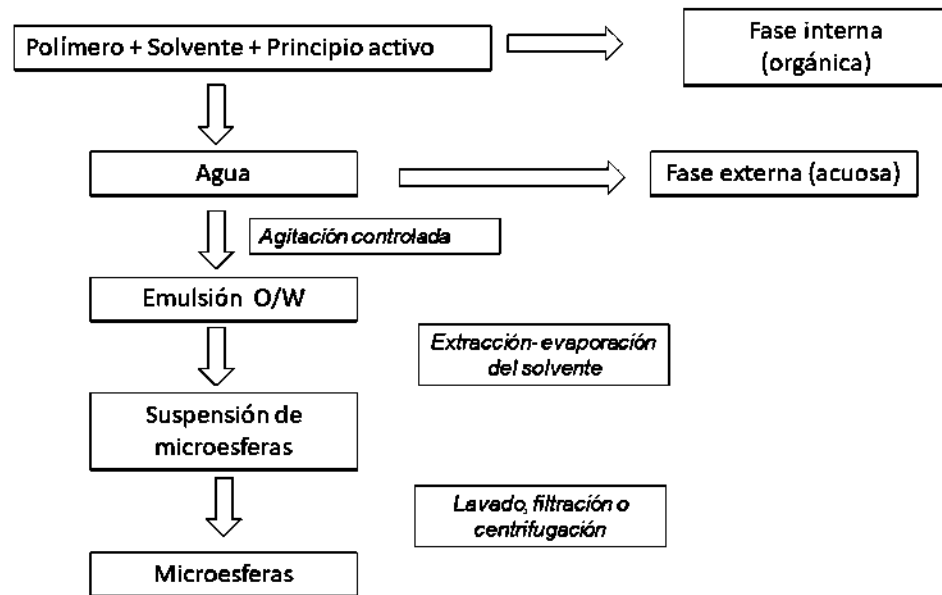 Polímero + Solvente + Principio activo
Fase interna
(orgánica)
Agua
Fase externa (acuosa)
Agitación controlada
Emulsión O/W
Extracción- evaporación
del solvente
Suspensión de
microesferas
Lavado, filtración o
centrifugación
Microesferas